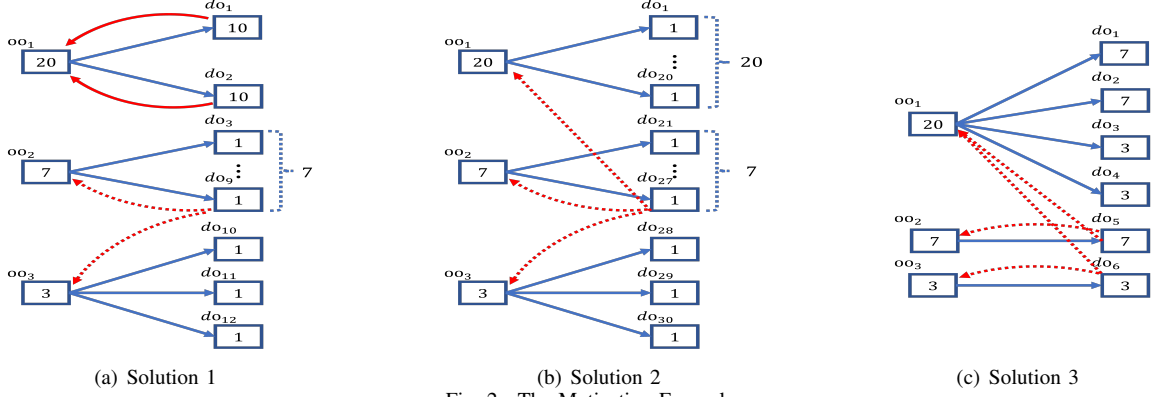 do₁
10
oo₁
20
do₂
10
do₃
1
oo₂
7
⋮
do₉
1
7
do₁₀
1
oo₃
3
do₁₁
1
do₁₂
1
(a) Solution 1
do₁
1
oo₁
20
⋮
do₂₀
1
20
do₂₁
1
oo₂
7
⋮
do₂₇
1
7
do₂₈
1
oo₃
3
do₂₉
1
do₃₀
1
(b) Solution 2
do₁
7
do₂
7
oo₁
20
do₃
3
do₄
3
oo₂
7
do₅
7
oo₃
3
do₆
3
(c) Solution 3